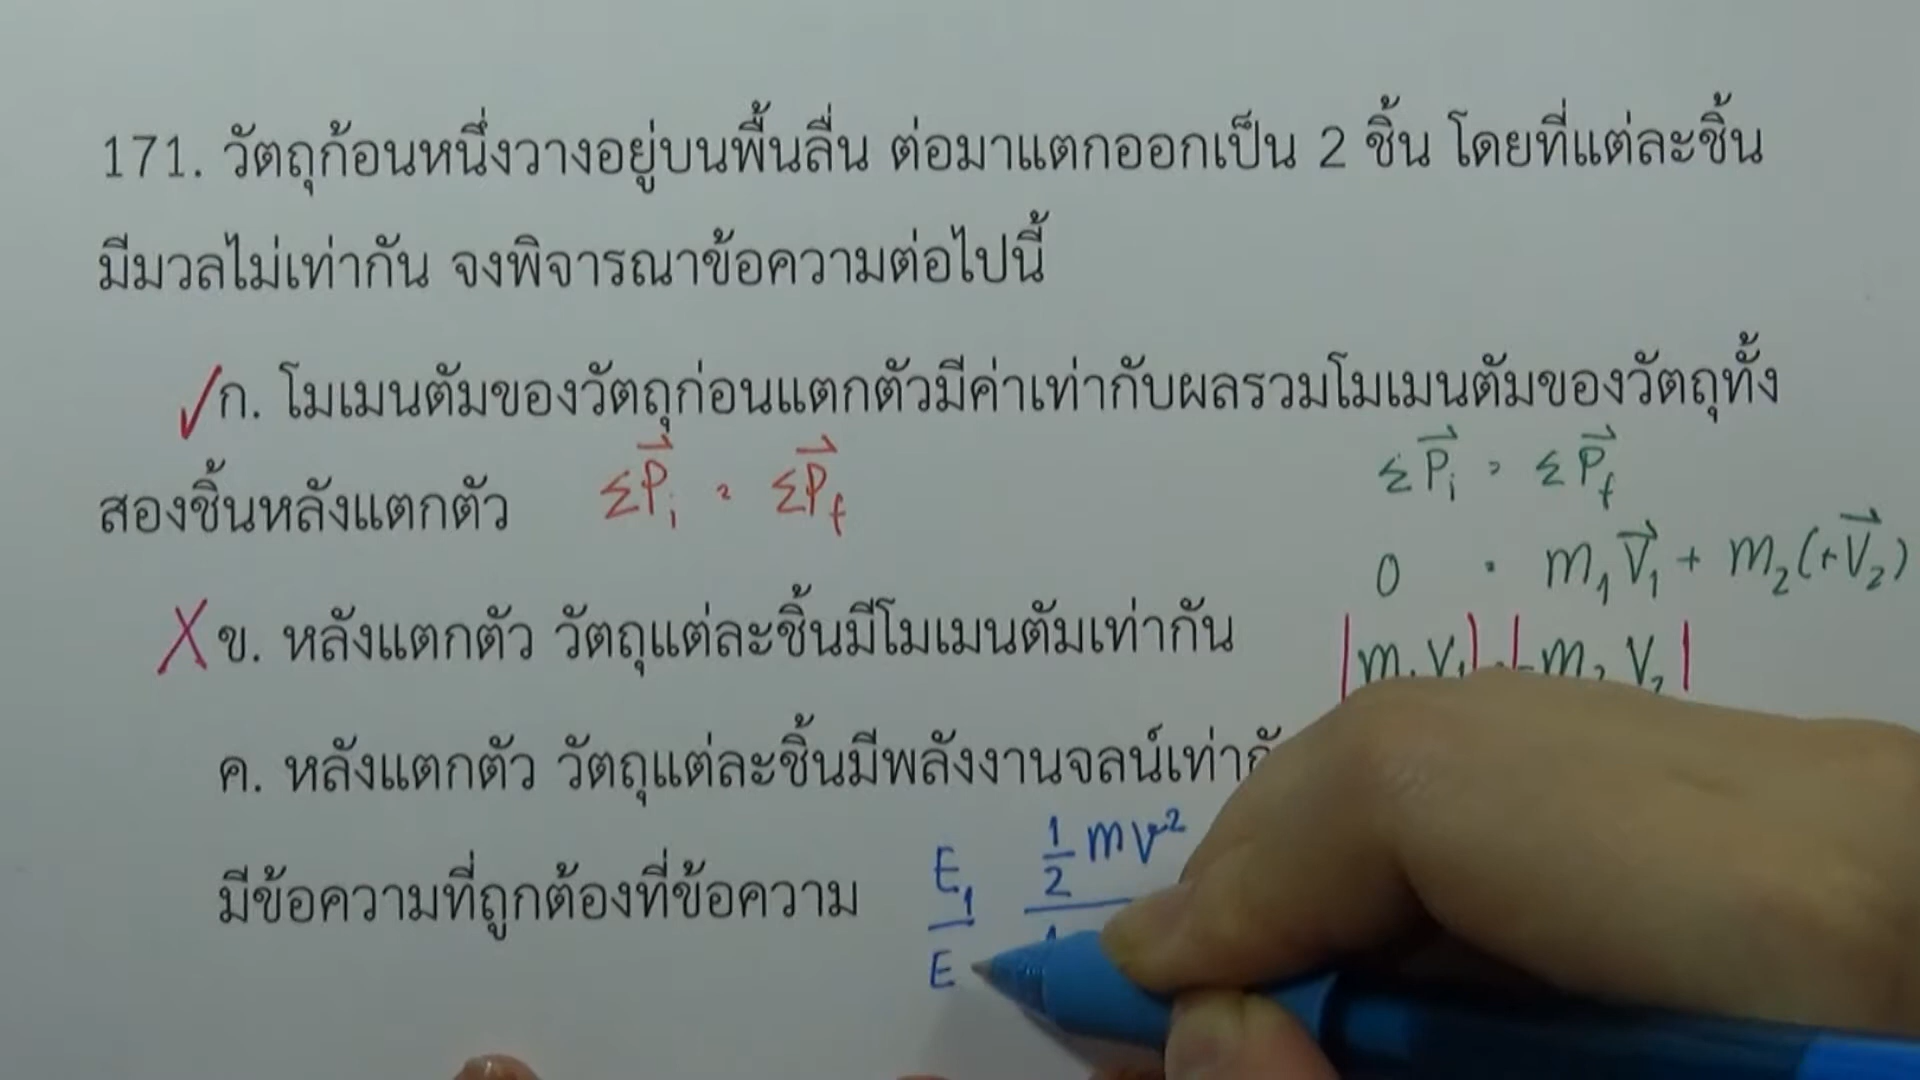 171. วัตถุก้อนหนึ่งวางอยู่บนพื้นลื่น ต่อมาแตกออกเป็น 2 ชิ้น โดยที่แต่ละชิ้น
มีมวลไม่เท่ากัน จงพิจารณาข้อความต่อไปนี้
✓ก. โมเมนตัมของวัตถุก่อนแตกตัวมีค่าเท่ากับผลรวมโมเมนตัมของวัตถุทั้ง
สองชิ้นหลังแตกตัว
ΣP⃗i = ΣP⃗f
ΣP⃗i = ΣP⃗f
0 = m₁V⃗₁ + m₂(+V⃗₂)
Xข. หลังแตกตัว วัตถุแต่ละชิ้นมีโมเมนตัมเท่ากัน
|m₁V₁| = |-m₂V₂|
ค. หลังแตกตัว วัตถุแต่ละชิ้นมีพลังงานจลน์
มีข้อความที่ถูกต้องที่ข้อความ
E₁ ½mv²
E